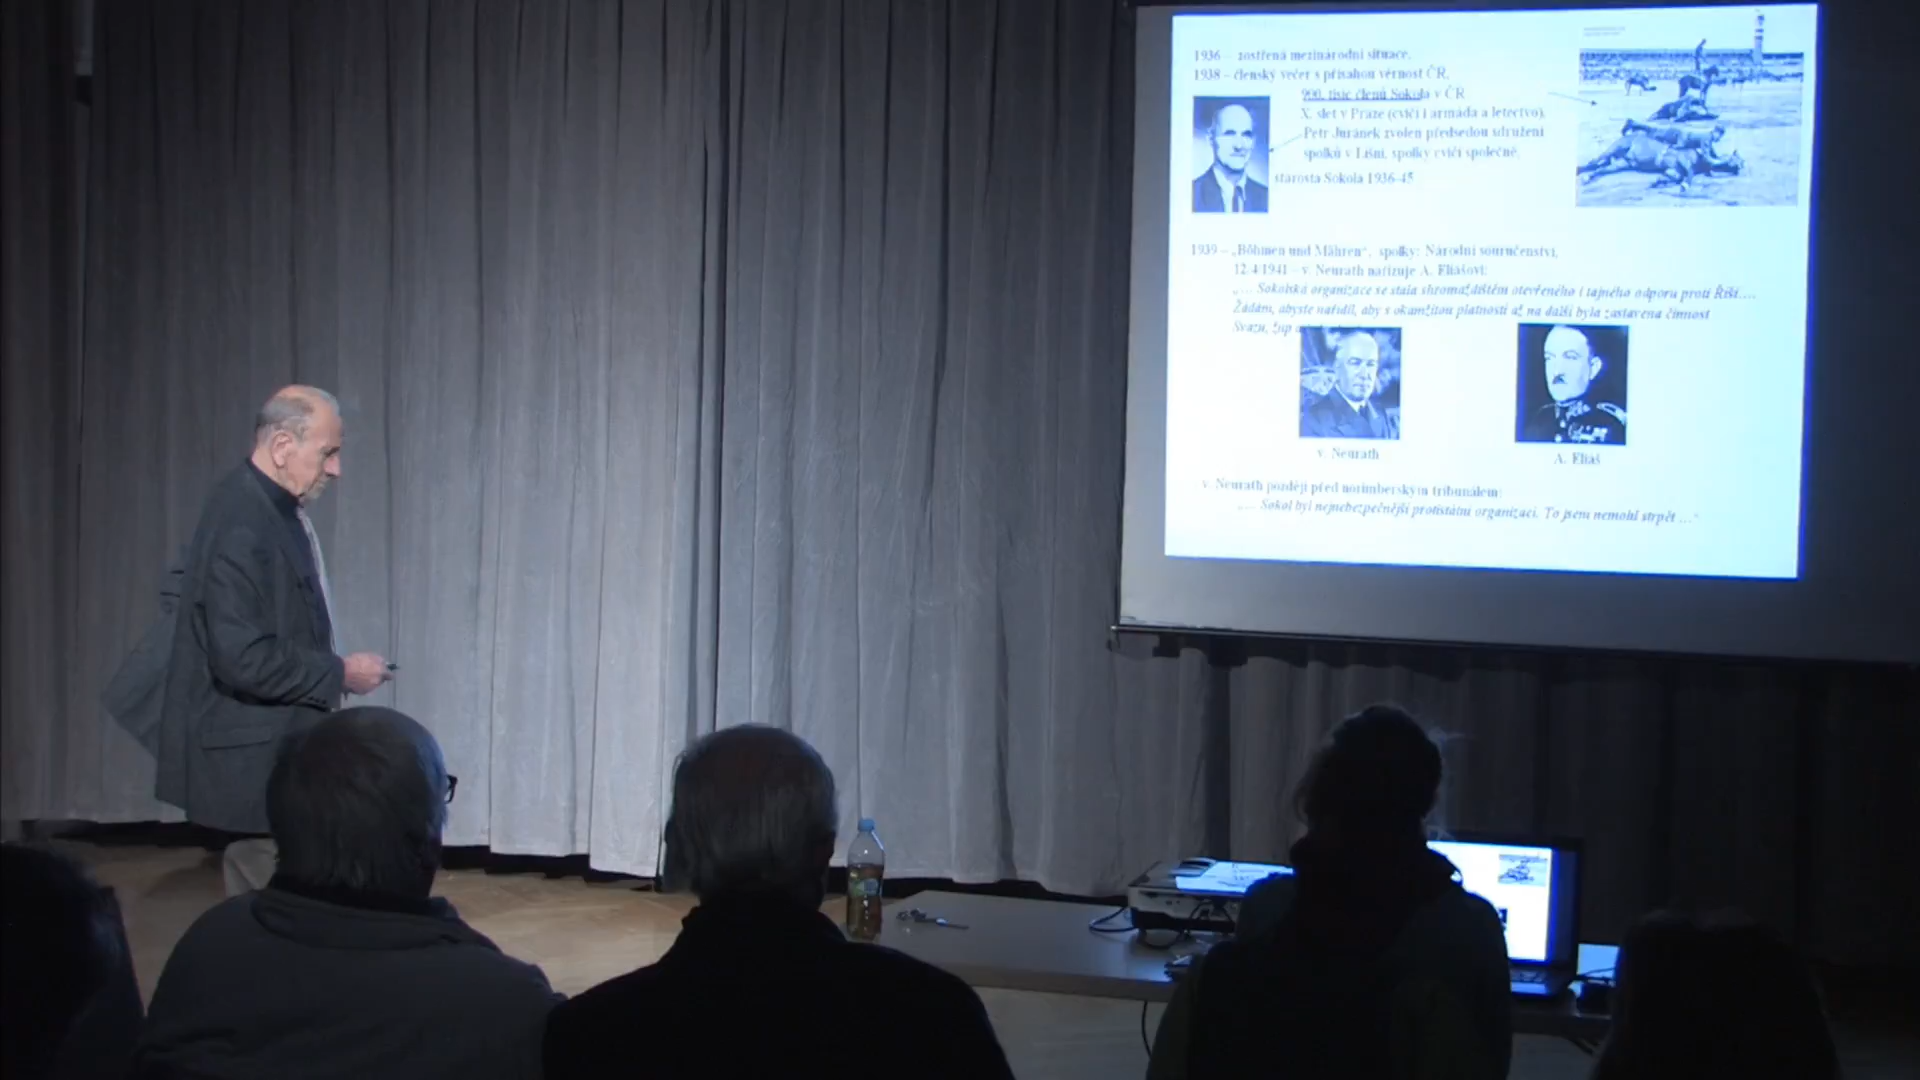 1936 – zostřená mezinárodní situace,
1938 – členský večer s přísahou věrnost ČR,
900. tisíc členů Sokola v ČR
X. slet v Praze (cvičí i armáda a letectvo),
Petr Juránek zvolen předsedou sdružení
spolků v Líšni, spolky cvičí společně,
starosta Sokola 1936-45
1939 – „Böhmen und Mähren“, spolky: Národní souručenství,
12.4.1941 – v. Neurath nařizuje A. Eliášovi:
„… Sokolská organizace se stala shromaždištěm otevřeného i tajného odporu proti Říši….
Žádám, abyste nařídil, aby s okamžitou platností až na další byla zastavena činnost
Svazu, žup
v. Neurath
A. Eliáš
v. Neurath později před norimberským tribunálem:
„… Sokol byl nejnebezpečnější protistátní organizací. To jsem nemohl strpět …“